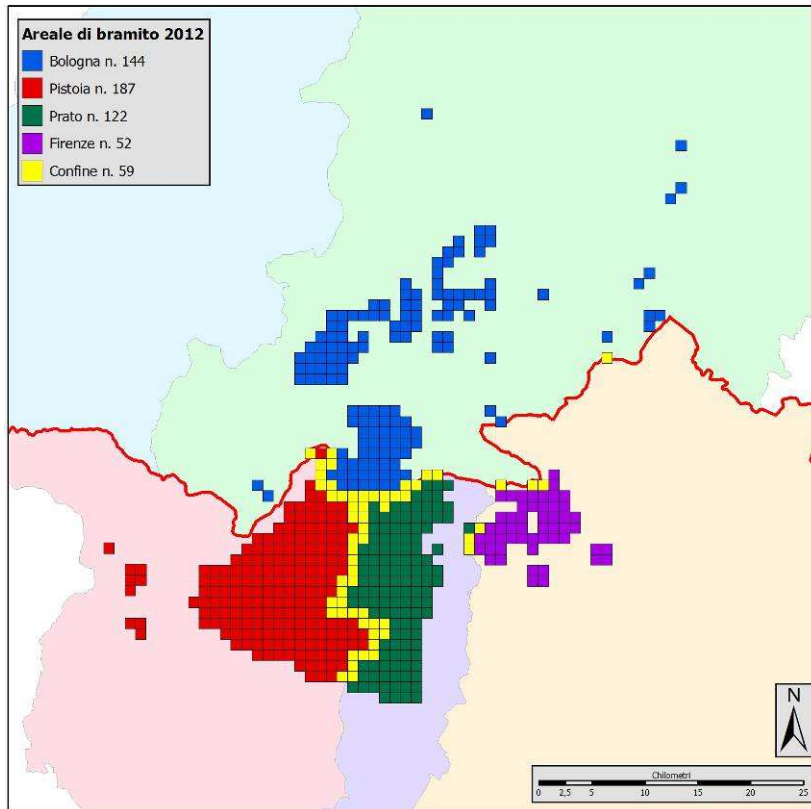 Areale di bramito 2012
Bologna n. 144
Pistoia n. 187
Prato n. 122
Firenze n. 52
Confine n. 59
N
Chilometri
0 2,5 5 10 15 20 25